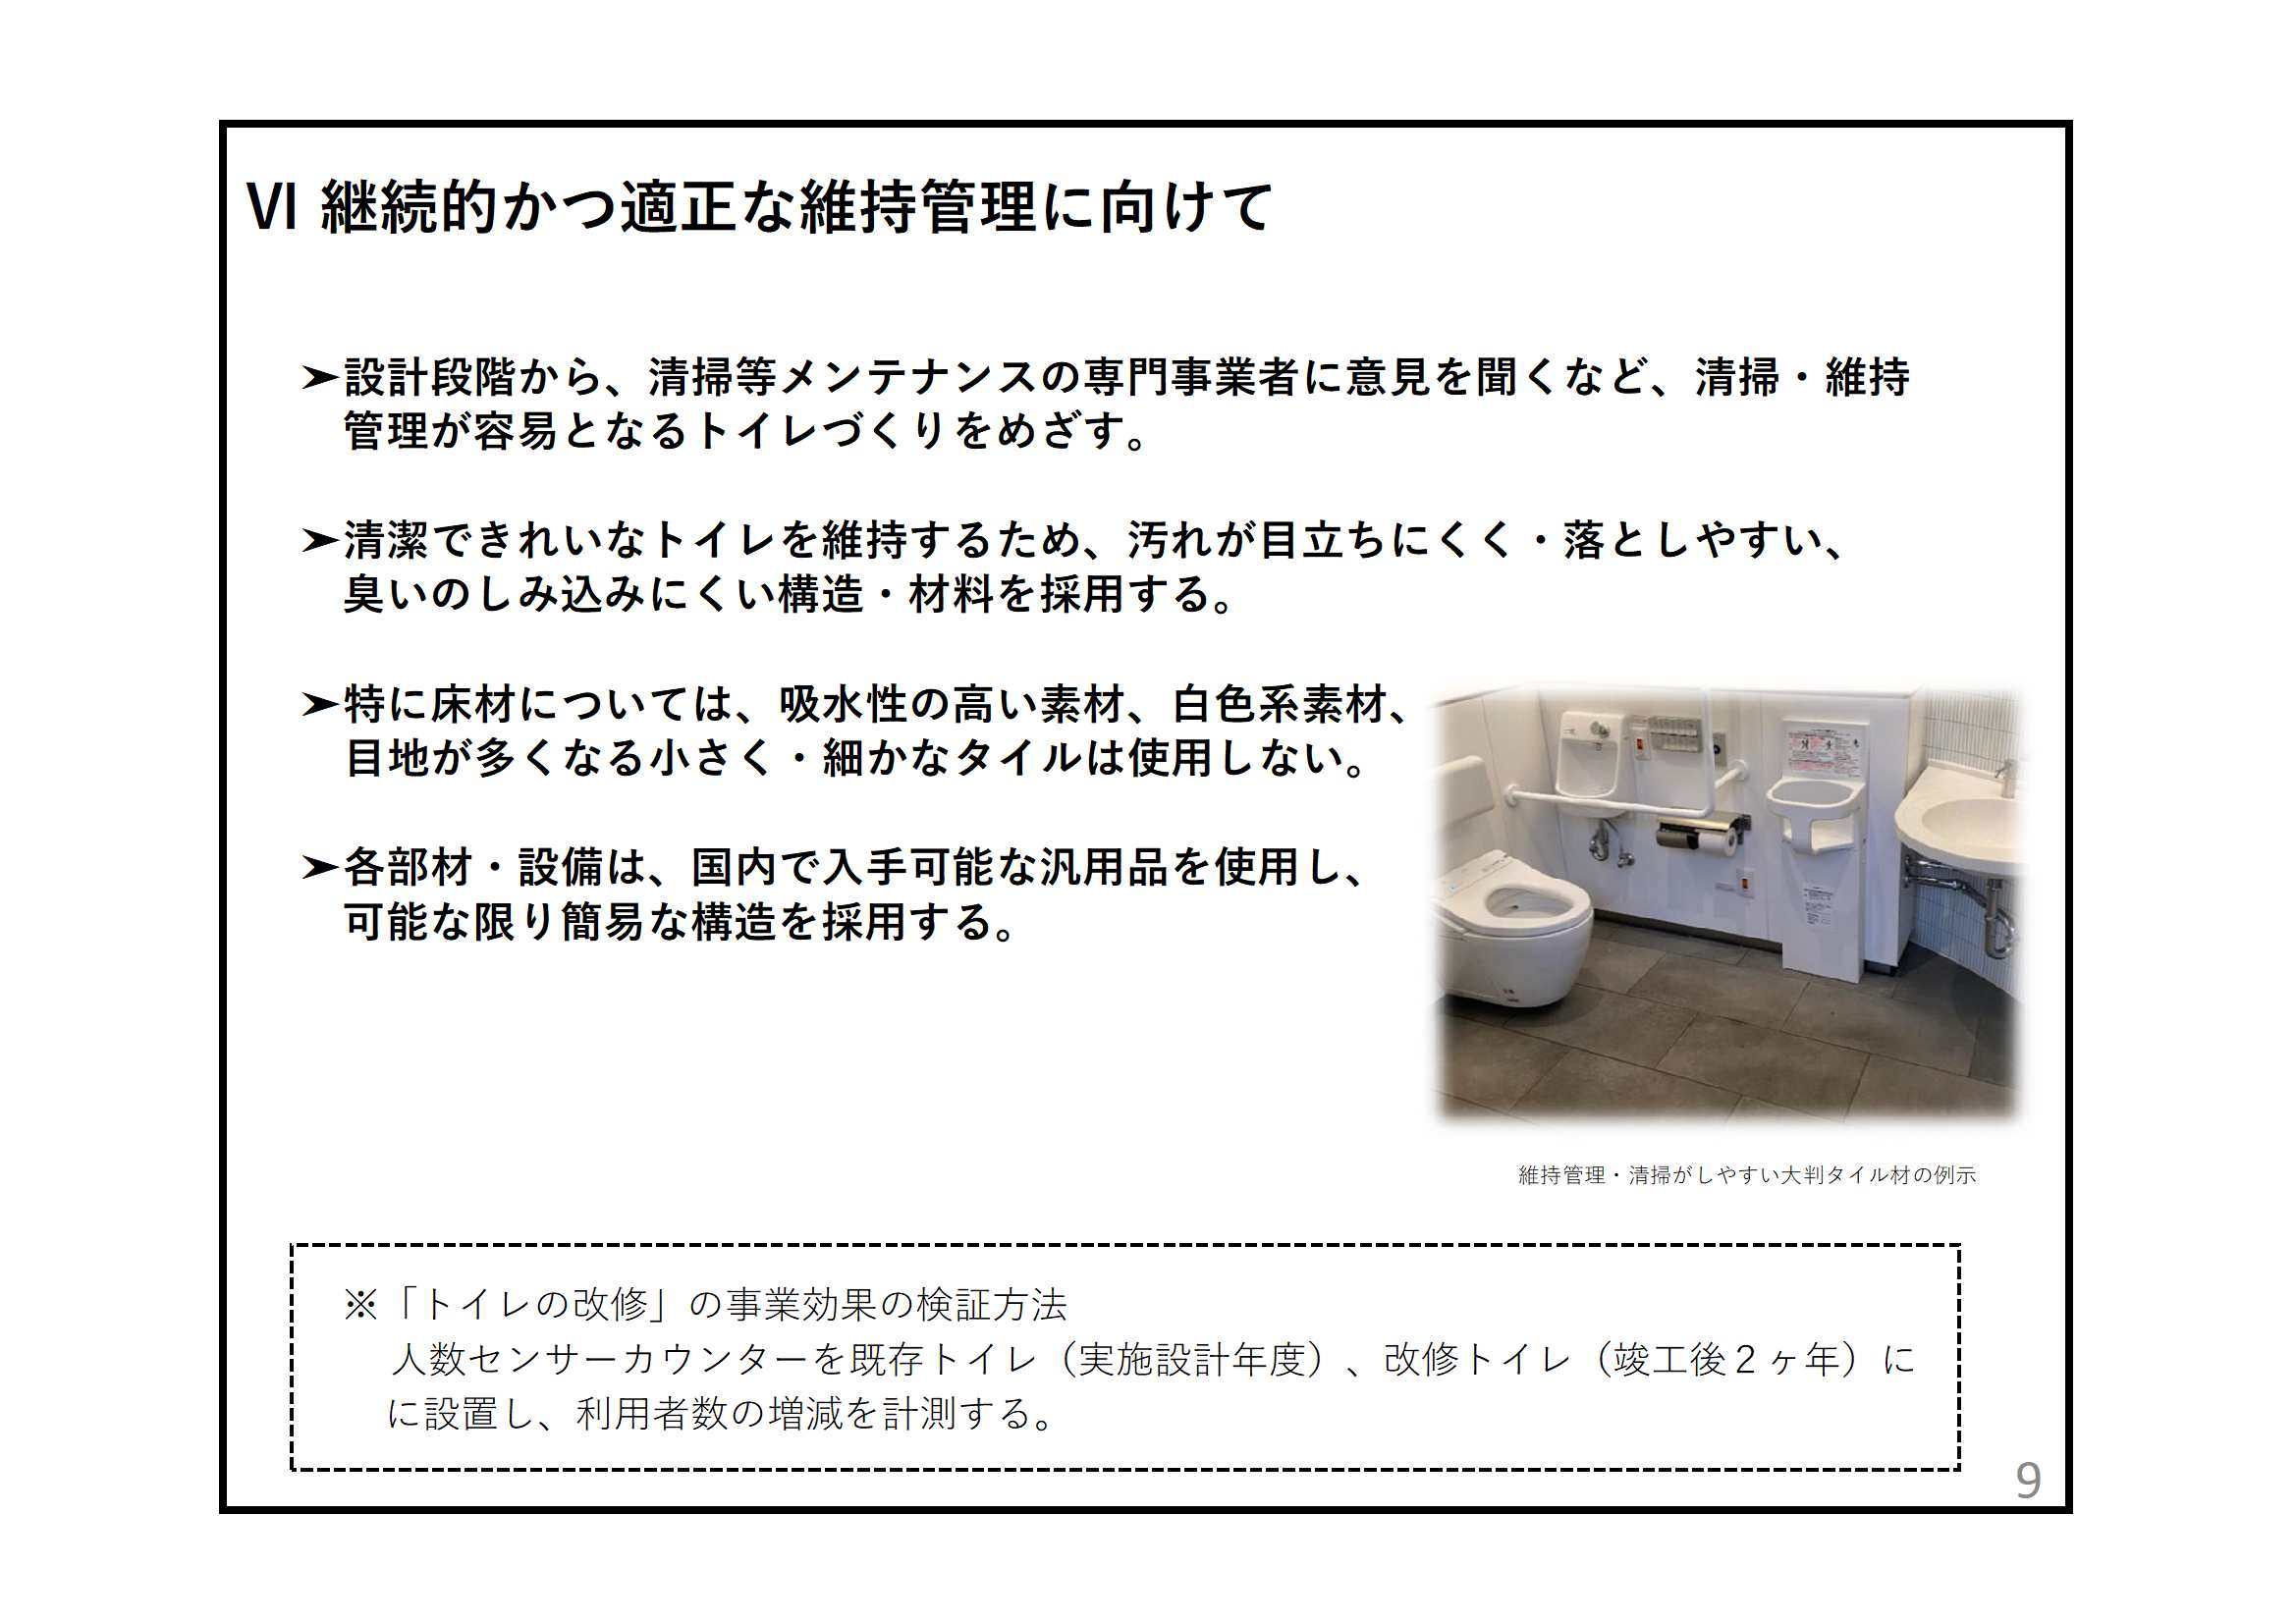 Ⅵ 継続的かつ適正な維持管理に向けて
➤設計段階から、清掃等メンテナンスの専門事業者に意見を聞くなど、清掃・維持
管理が容易となるトイレづくりをめざす。
➤清潔できれいなトイレを維持するため、汚れが目立ちにくく・落としやすい、
臭いのしみ込みにくい構造・材料を採用する。
➤特に床材については、吸水性の高い素材、白色系素材、
目地が多くなる小さく・細かなタイルは使用しない。
➤各部材・設備は、国内で入手可能な汎用品を使用し、
可能な限り簡易な構造を採用する。
維持管理・清掃がしやすい大判タイル材の例示
※「トイレの改修」の事業効果の検証方法
人数センサーカウンターを既存トイレ（実施設計年度）、改修トイレ（竣工後２ヶ年）に
に設置し、利用者数の増減を計測する。
9